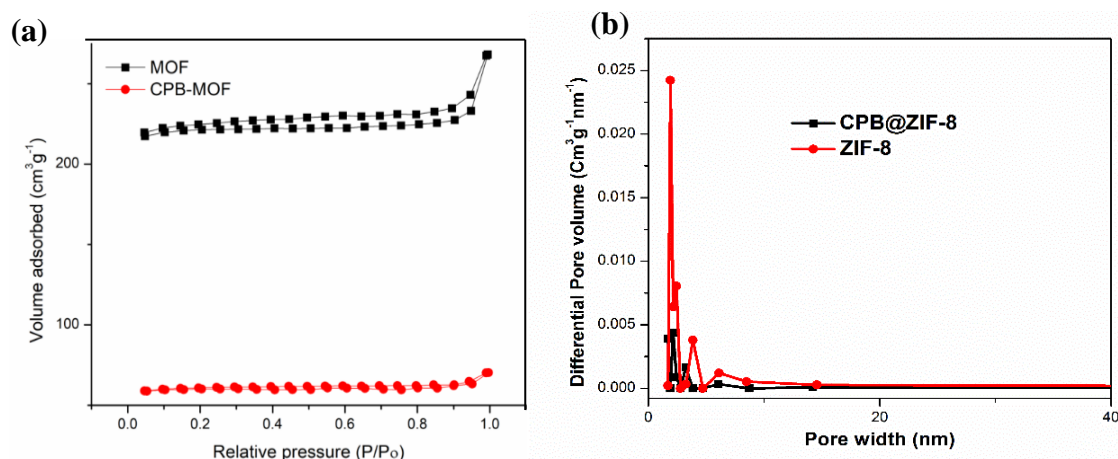 (a)
MOF
CPB-MOF
Volume adsorbed (cm³g⁻¹)
200
100
0.0 0.2 0.4 0.6 0.8 1.0
Relative pressure (P/Po)
(b)
CPB@ZIF-8
ZIF-8
Differential Pore volume (Cm³g⁻¹nm⁻¹)
0.025
0.020
0.015
0.010
0.005
0.000
0 20 40
Pore width (nm)